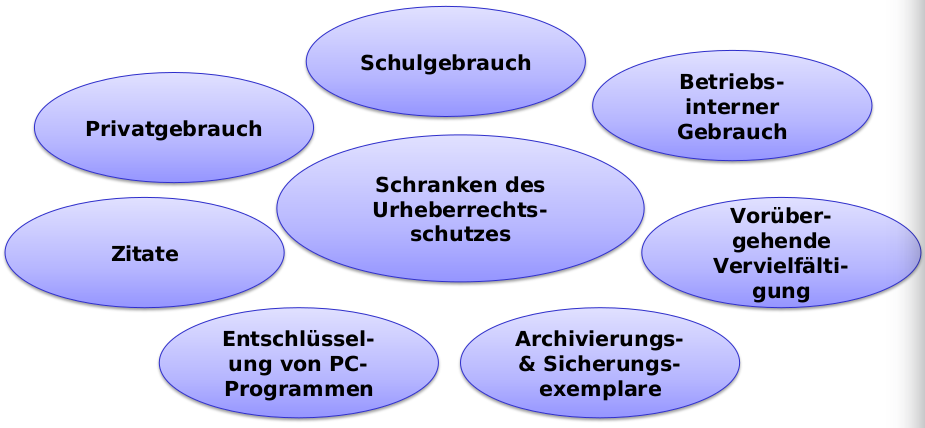 Schulgebrauch
Betriebs-
interner
Gebrauch
Privatgebrauch
Schranken des
Urheberrechts-
schutzes
Vorüber-
gehende
Vervielfälti-
gung
Zitate
Entschlüssel-
ung von PC-
Programmen
Archivierungs-
& Sicherungs-
exemplare